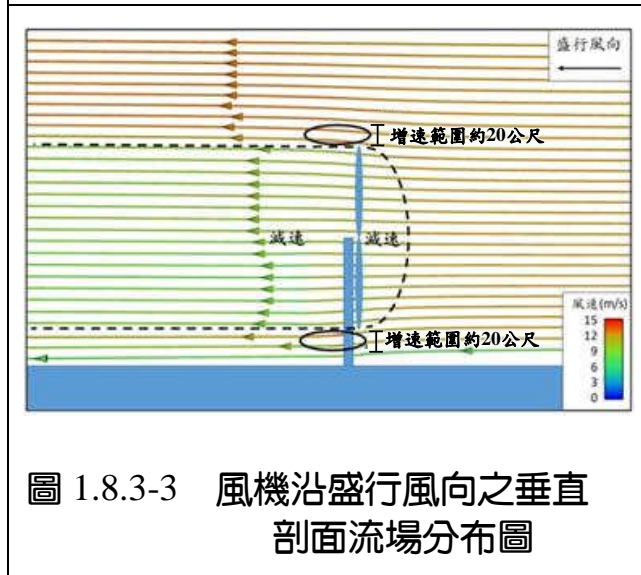 盛行風向
增速範圍約20公尺
減速
減速
增速範圍約20公尺
風速(m/s)
15
12
9
6
3
0
圖 1.8.3-3 風機沿盛行風向之垂直
剖面流場分布圖